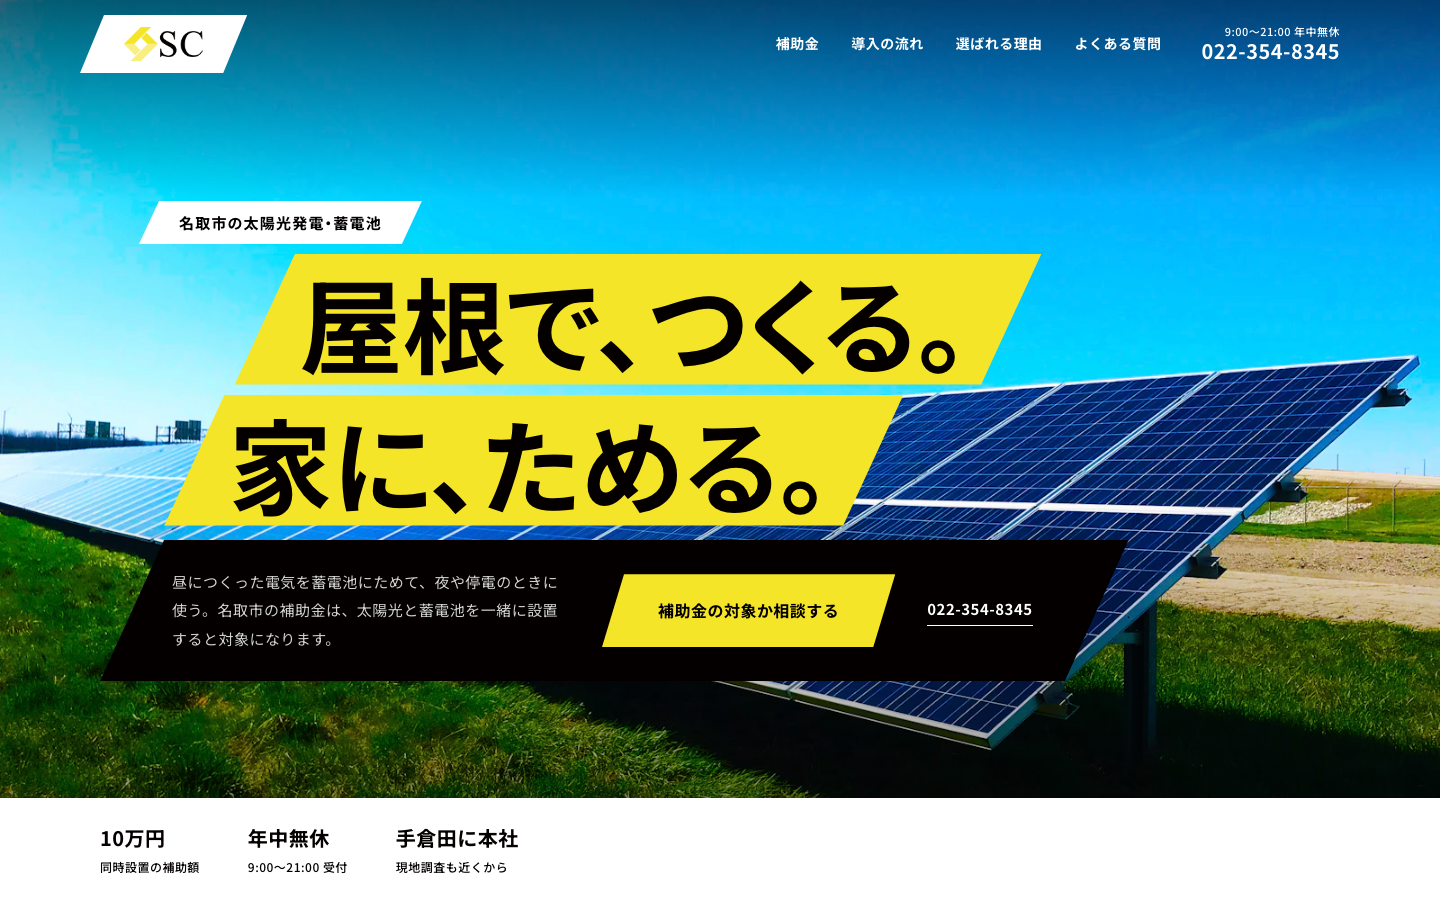 SC
補助金
導入の流れ
選ばれる理由
よくある質問
9:00〜21:00 年中無休
022-354-8345
名取市の太陽光発電・蓄電池
屋根で、つくる。
家に、ためる。
昼につくった電気を蓄電池にためて、夜や停電のときに
使う。名取市の補助金は、太陽光と蓄電池を一緒に設置
すると対象になります。
補助金の対象か相談する
022-354-8345
10万円
同時設置の補助額
年中無休
9:00〜21:00 受付
手倉田に本社
現地調査も近くから